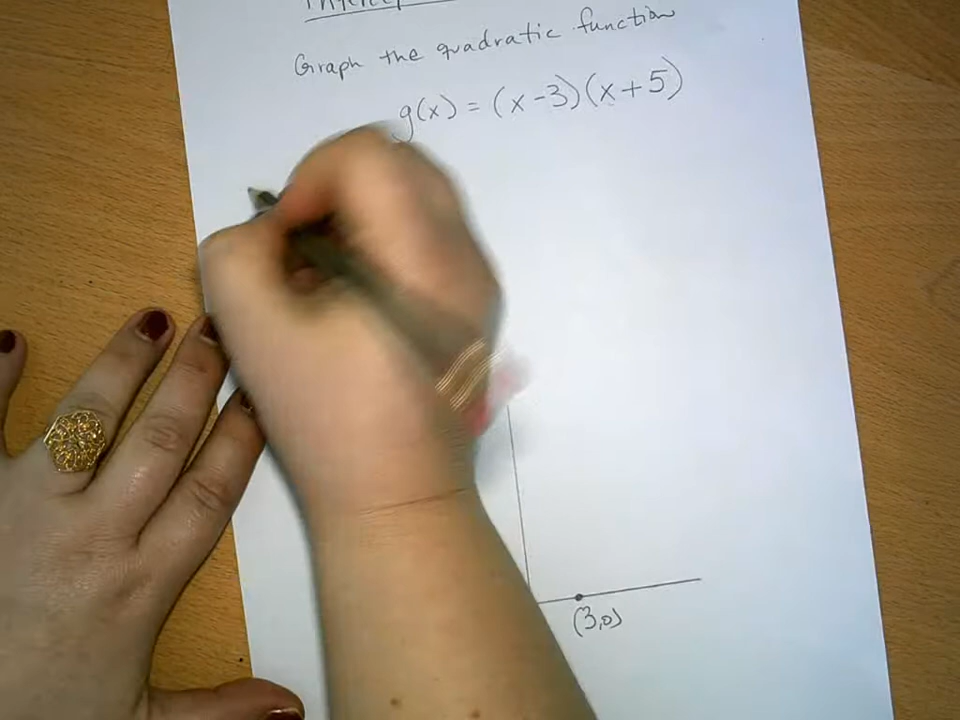 Graph the quadratic function
g(x) = (x-3)(x+5)
(3,0)